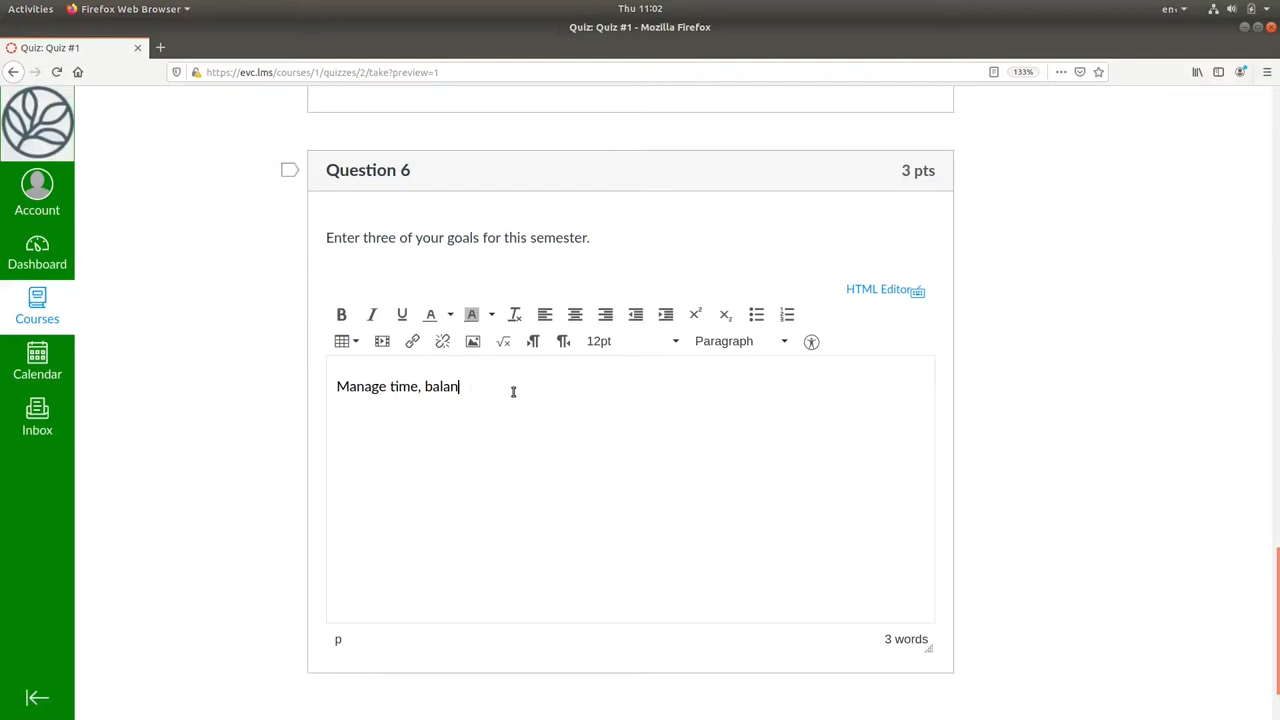 Activities Firefox Web Browser Thu 11:02 en1
Quiz: Quiz #1 - Mozilla Firefox
Quiz: Quiz #1
https://evc.lms/courses/1/quizzes/2/take?preview=1 133%
Question 6 3 pts
Account
Enter three of your goals for this semester.
Dashboard
HTML Editor
Courses
12pt Paragraph
Calendar
Manage time, balan
Inbox
p 3 words